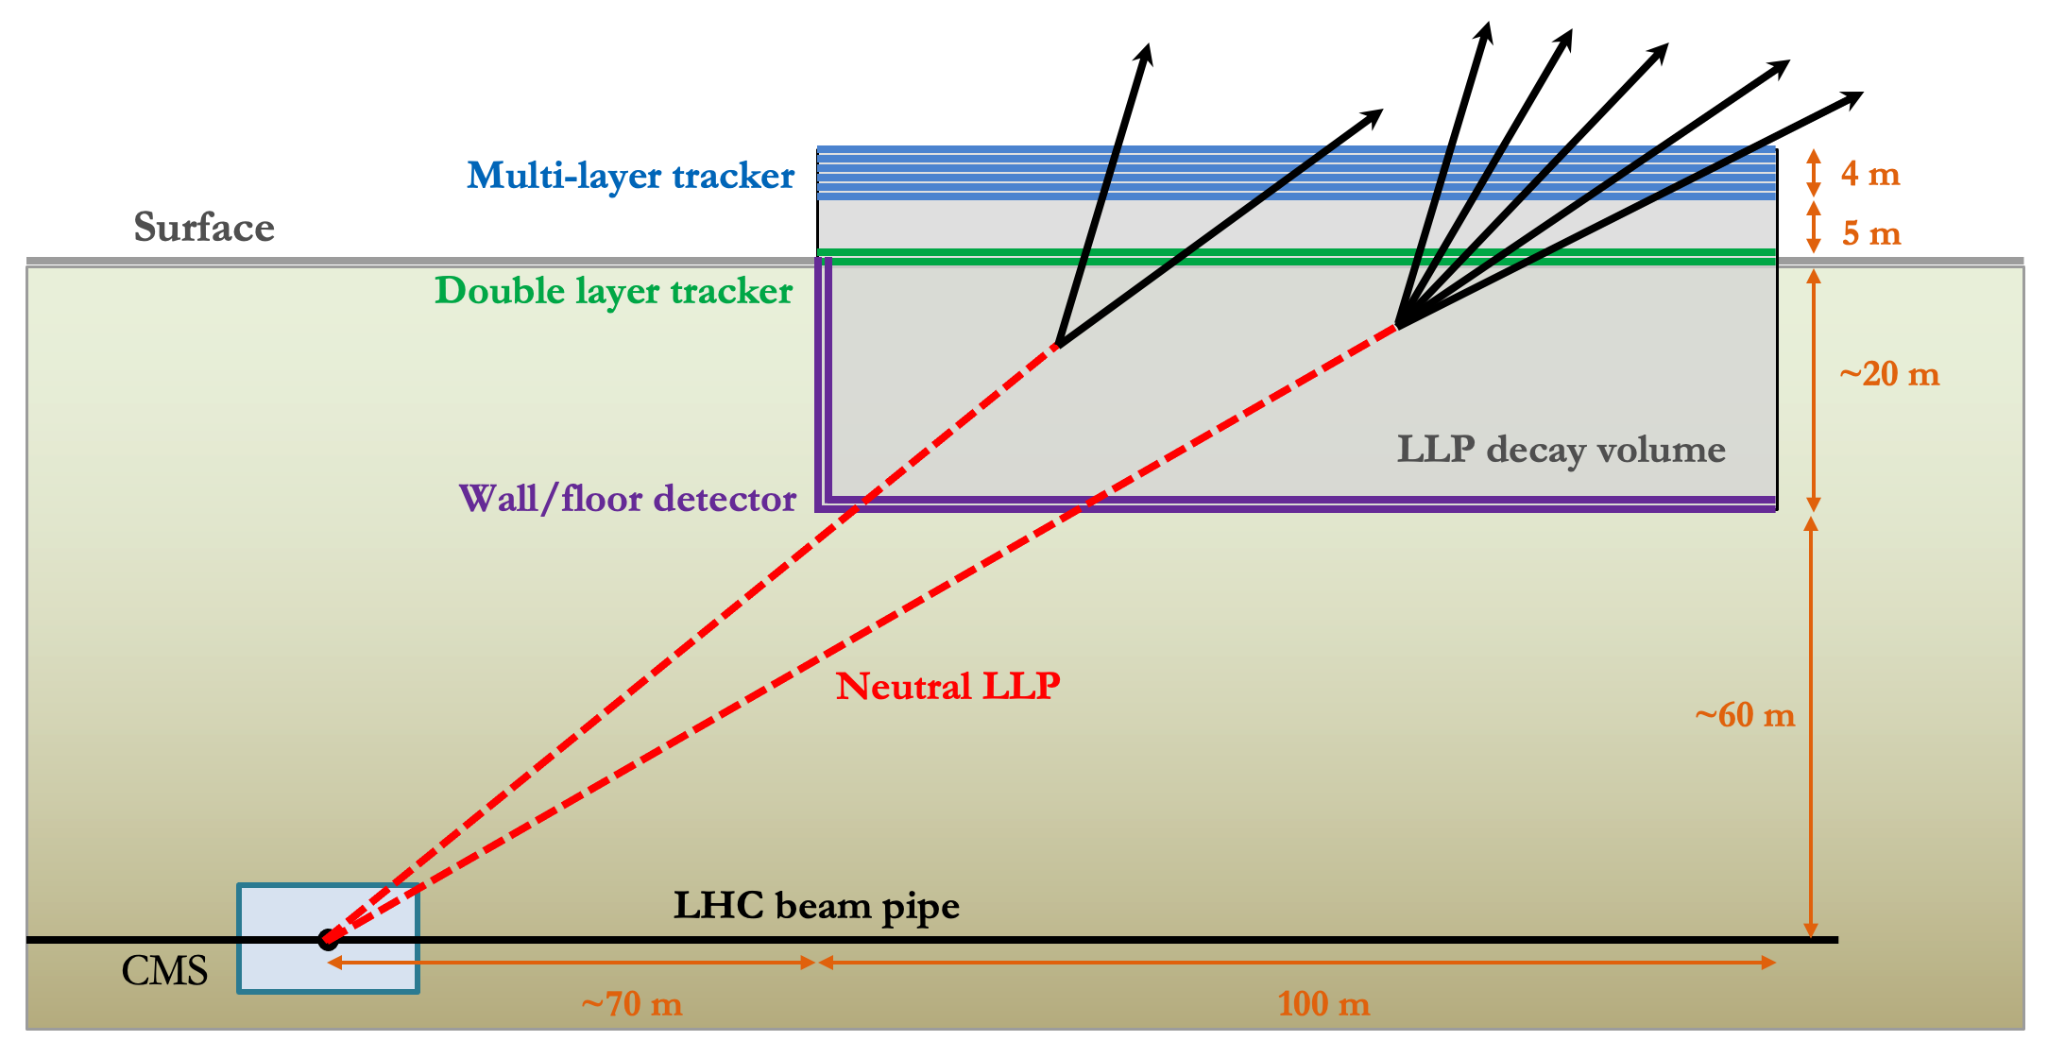 Multi-layer tracker
4 m
Surface
5 m
Double layer tracker
~20 m
LLP decay volume
Wall/floor detector
Neutral LLP
~60 m
LHC beam pipe
CMS
~70 m
100 m